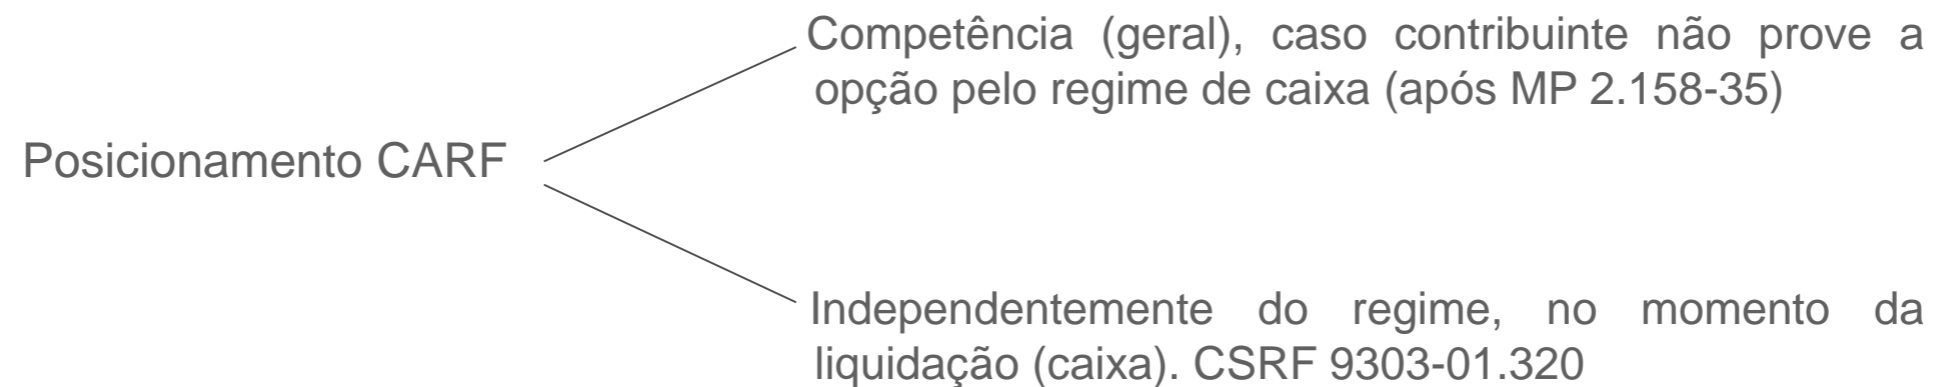 Posicionamento CARF
Competência (geral), caso contribuinte não prove a
opção pelo regime de caixa (após MP 2.158-35)
Independentemente do regime, no momento da
liquidação (caixa). CSRF 9303-01.320